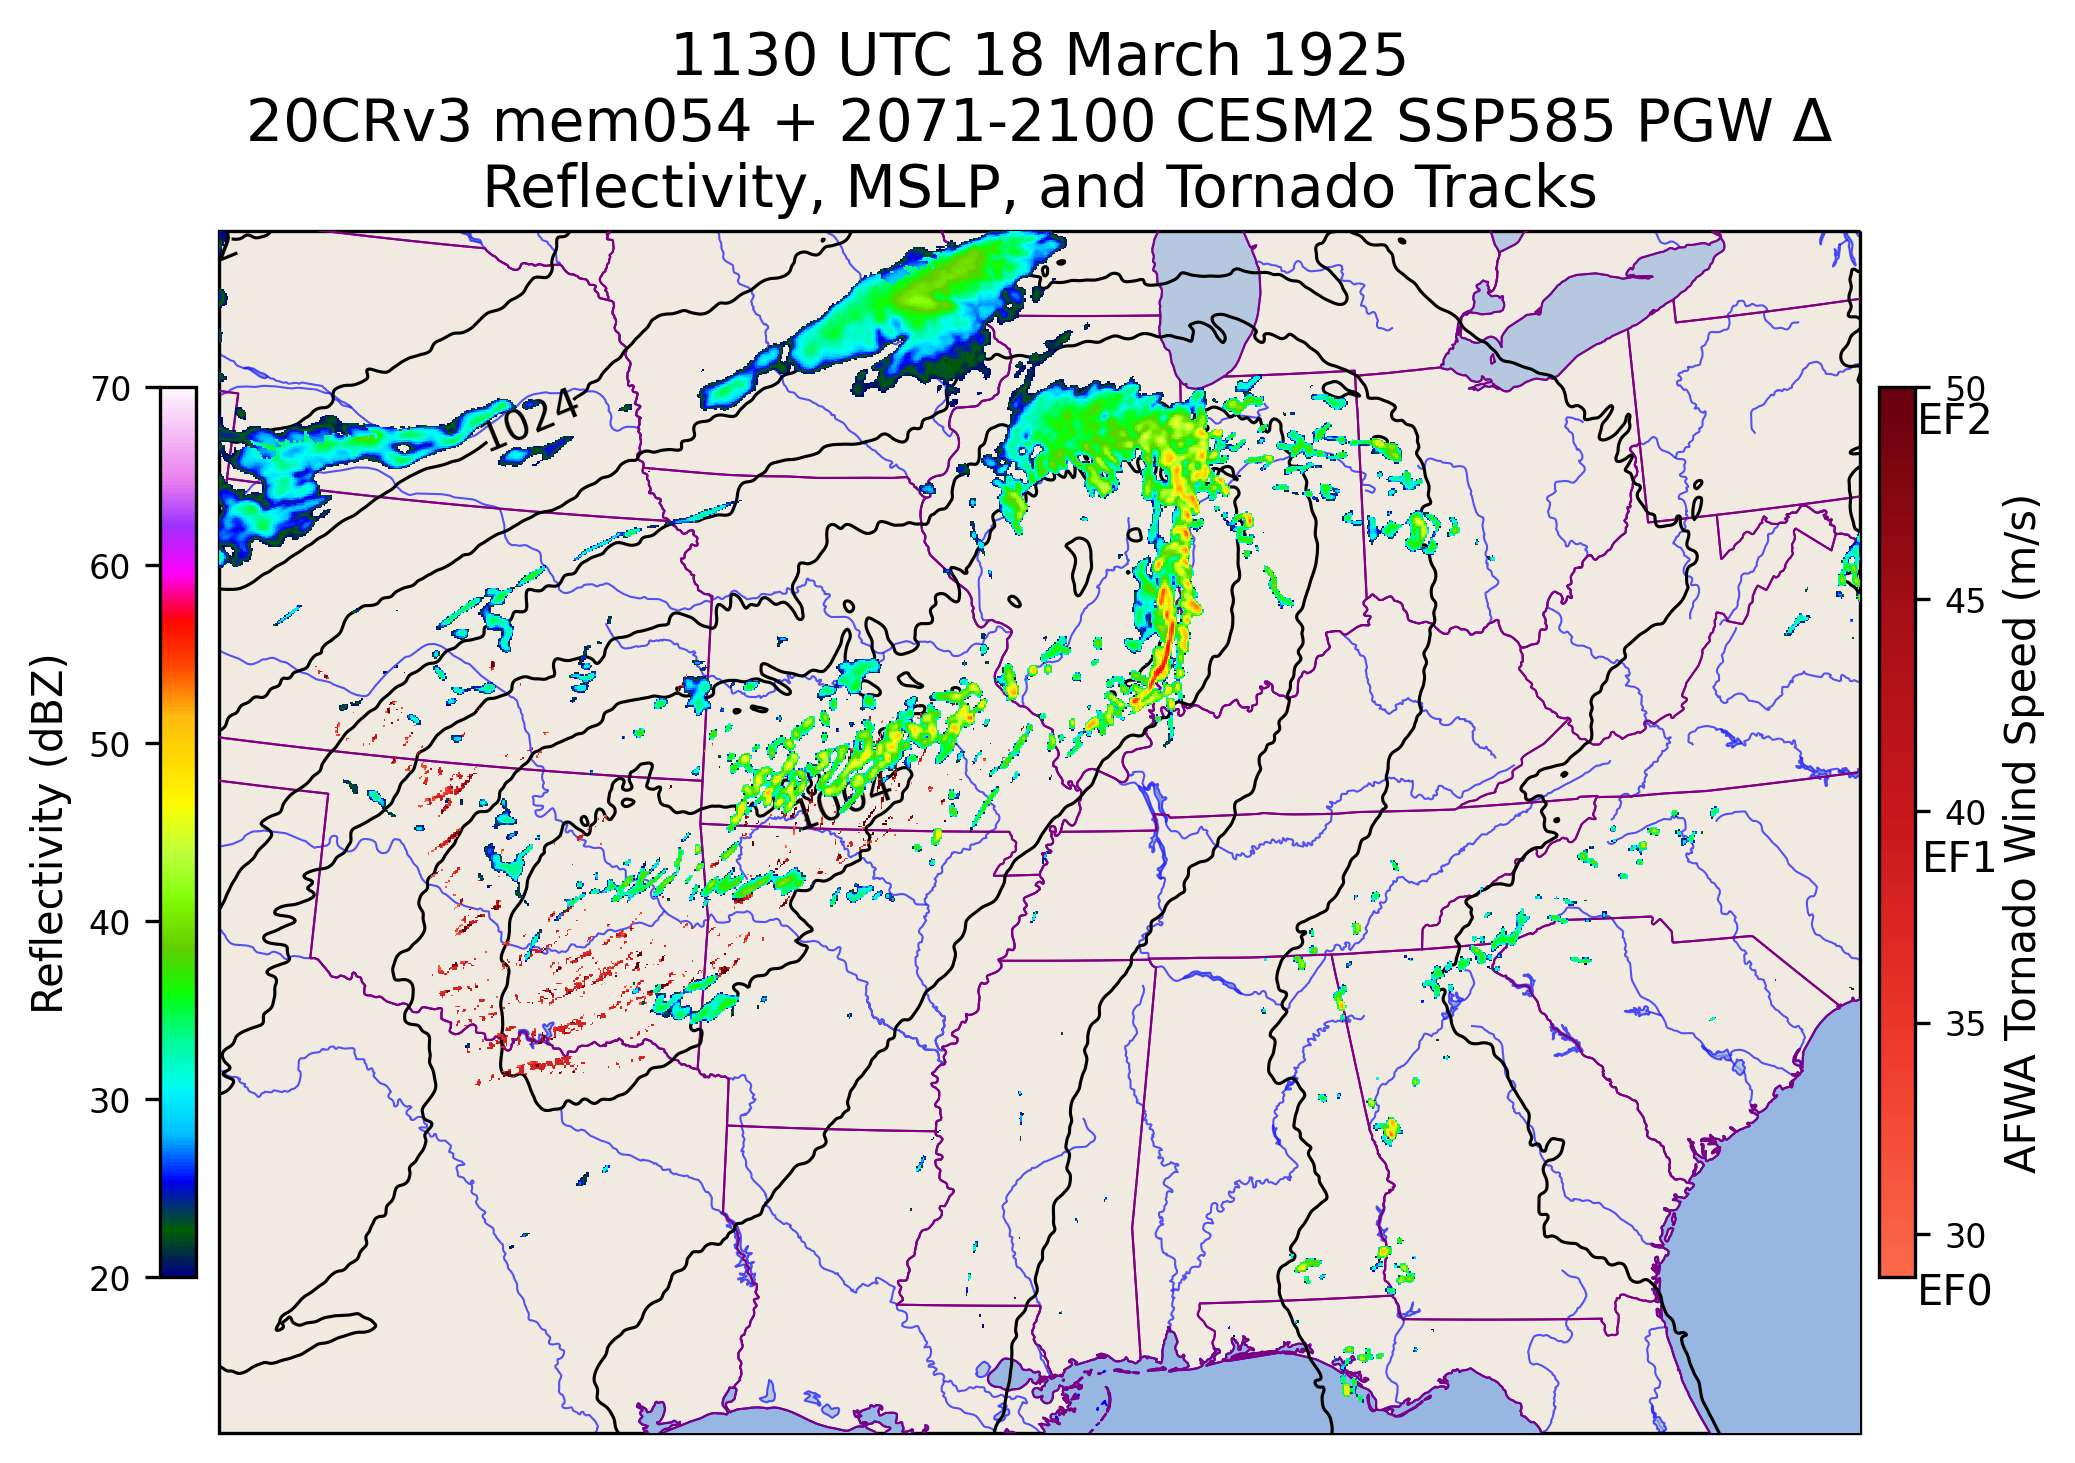 1130 UTC 18 March 1925
20CRv3 mem054 + 2071-2100 CESM2 SSP585 PGW Δ
Reflectivity, MSLP, and Tornado Tracks
Reflectivity (dBZ)
70
60
50
40
30
20
1024
1004
50
EF2
45
40
EF1
35
30
EF0
AFWA Tornado Wind Speed (m/s)